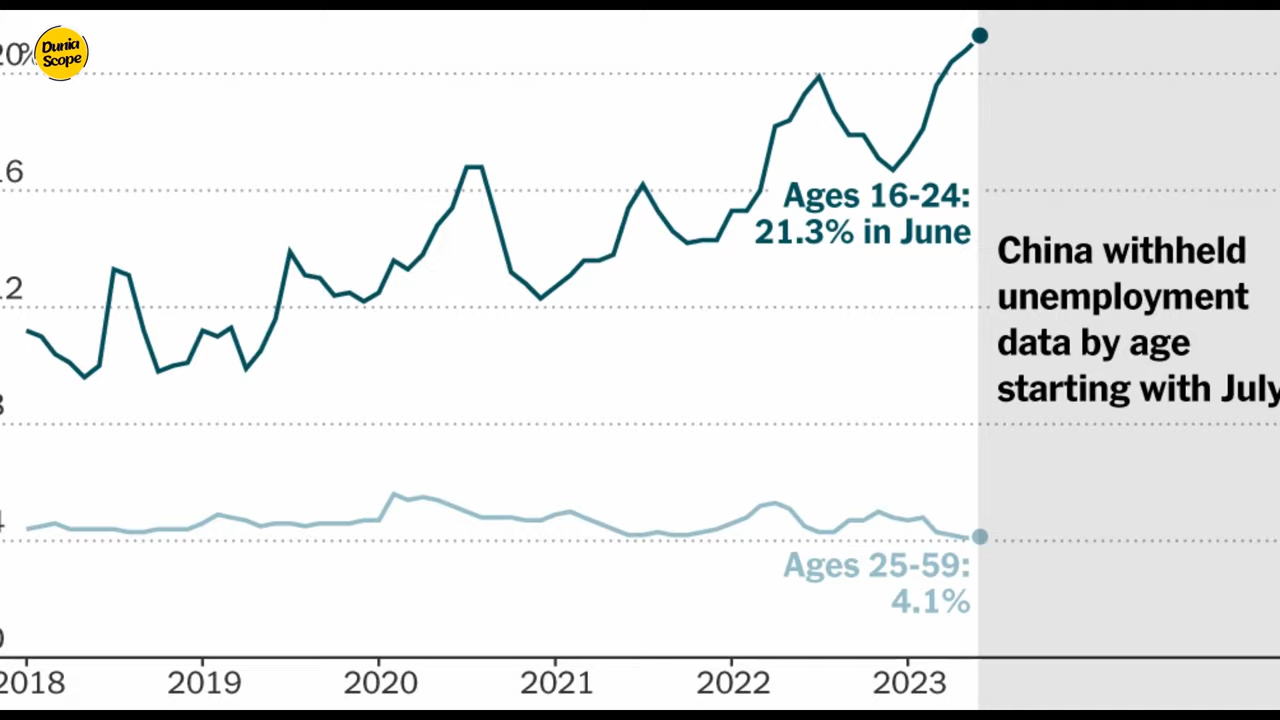 Dunia
Scope
20%
16
12
8
4
0
Ages 16-24:
21.3% in June
China withheld
unemployment
data by age
starting with July
Ages 25-59:
4.1%
2018
2019
2020
2021
2022
2023